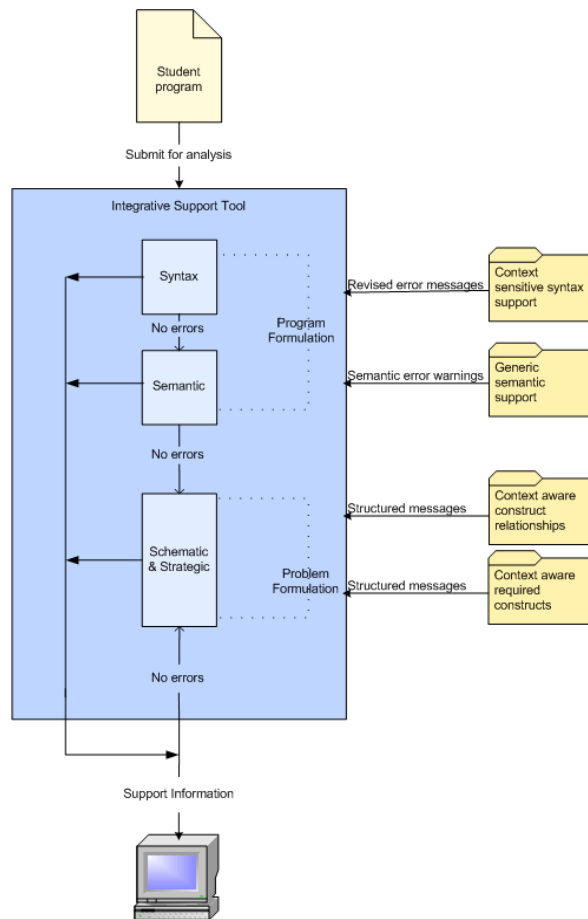 Student
program
Submit for analysis
Integrative Support Tool
Syntax
Revised error messages
Context
sensitive syntax
support
No errors
Program
Formulation
Semantic
Semantic error warnings
Generic
semantic
support
No errors
Structured messages
Context aware
construct
relationships
Schematic
& Strategic
Problem
Formulation
Structured messages
Context aware
required
constructs
No errors
Support Information